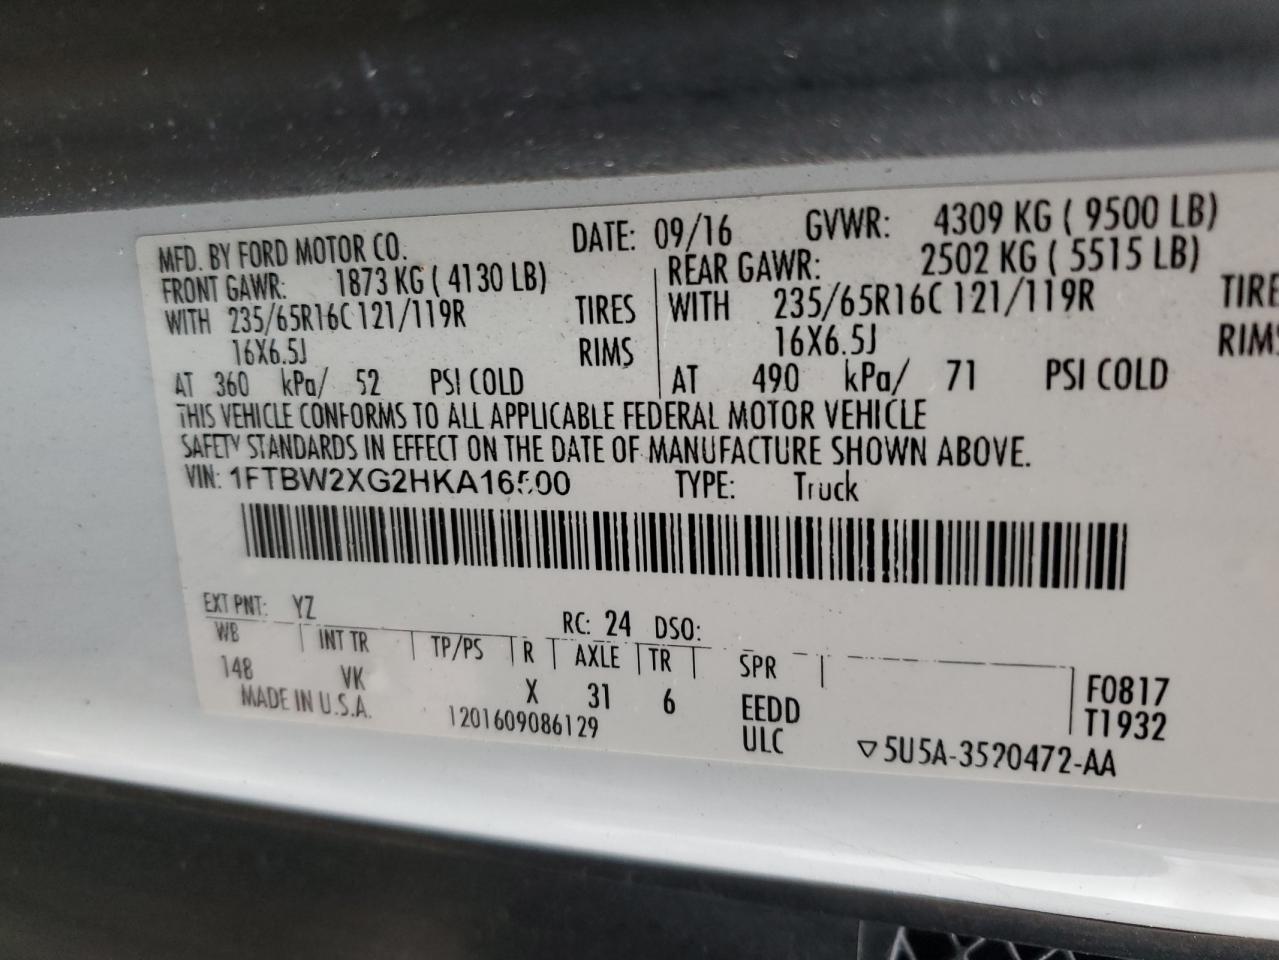 MFD. BY FORD MOTOR CO. DATE: 09/16 GVWR: 4309 KG ( 9500 LB)
FRONT GAWR: 1873 KG ( 4130 LB) REAR GAWR: 2502 KG ( 5515 LB)
WITH 235/65R16C 121/119R TIRES WITH 235/65R16C 121/119R TIRE
16X6.5J RIMS 16X6.5J RIMS
AT 360 kPa/ 52 PSI COLD AT 490 kPa/ 71 PSI COLD
THIS VEHICLE CONFORMS TO ALL APPLICABLE FEDERAL MOTOR VEHICLE
SAFETY STANDARDS IN EFFECT ON THE DATE OF MANUFACTURE SHOWN ABOVE.
VIN: 1FTBW2XG2HKA16500 TYPE: Truck
EXT PNT: YZ RC: 24 DSO:
WB INT TR TP/PS R AXLE TR SPR
148 VK X 31 6 EEDD F0817
MADE IN U.S.A. 1201609086129 ULC T1932
▽5U5A-3520472-AA